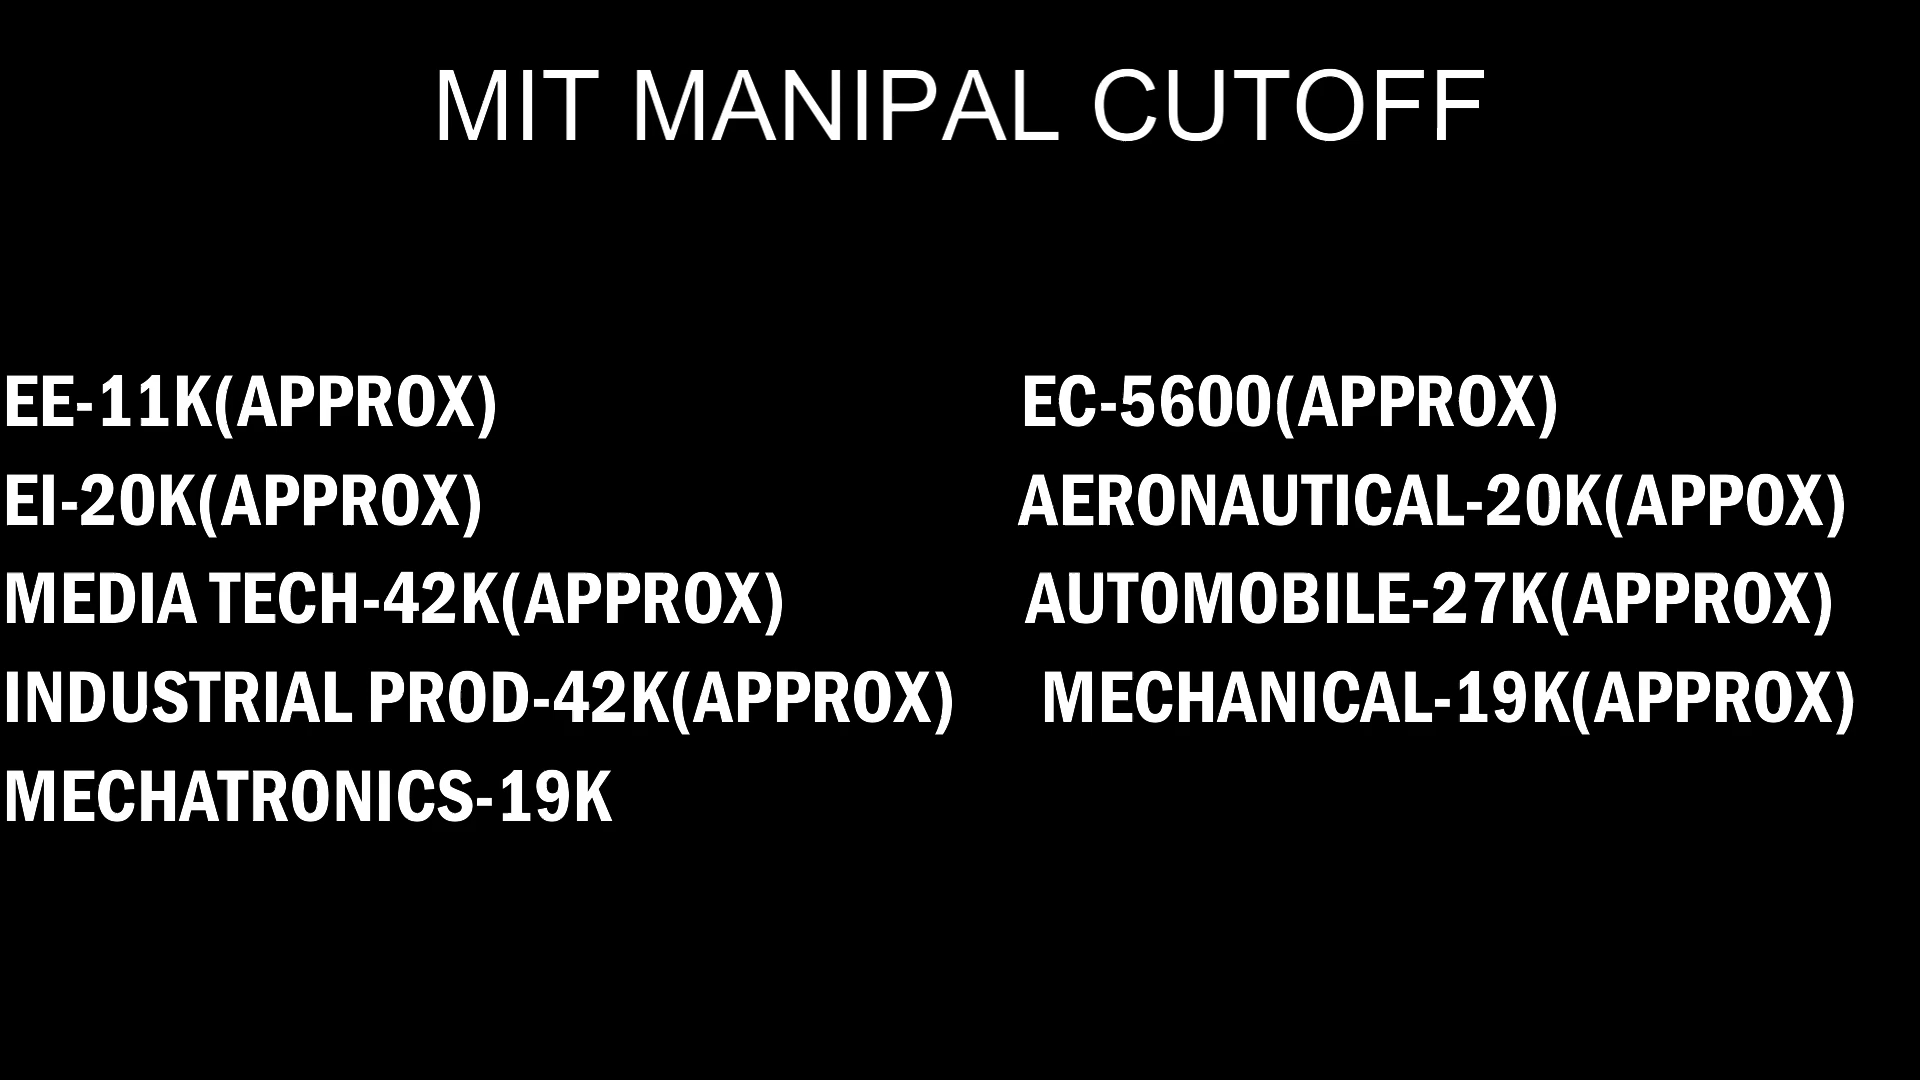 MIT MANIPAL CUTOFF
EE-11K(APPROX)
EI-20K(APPROX)
MEDIA TECH-42K(APPROX)
INDUSTRIAL PROD-42K(APPROX)
MECHATRONICS-19K
EC-5600(APPROX)
AERONAUTICAL-20K(APPOX)
AUTOMOBILE-27K(APPROX)
MECHANICAL-19K(APPROX)